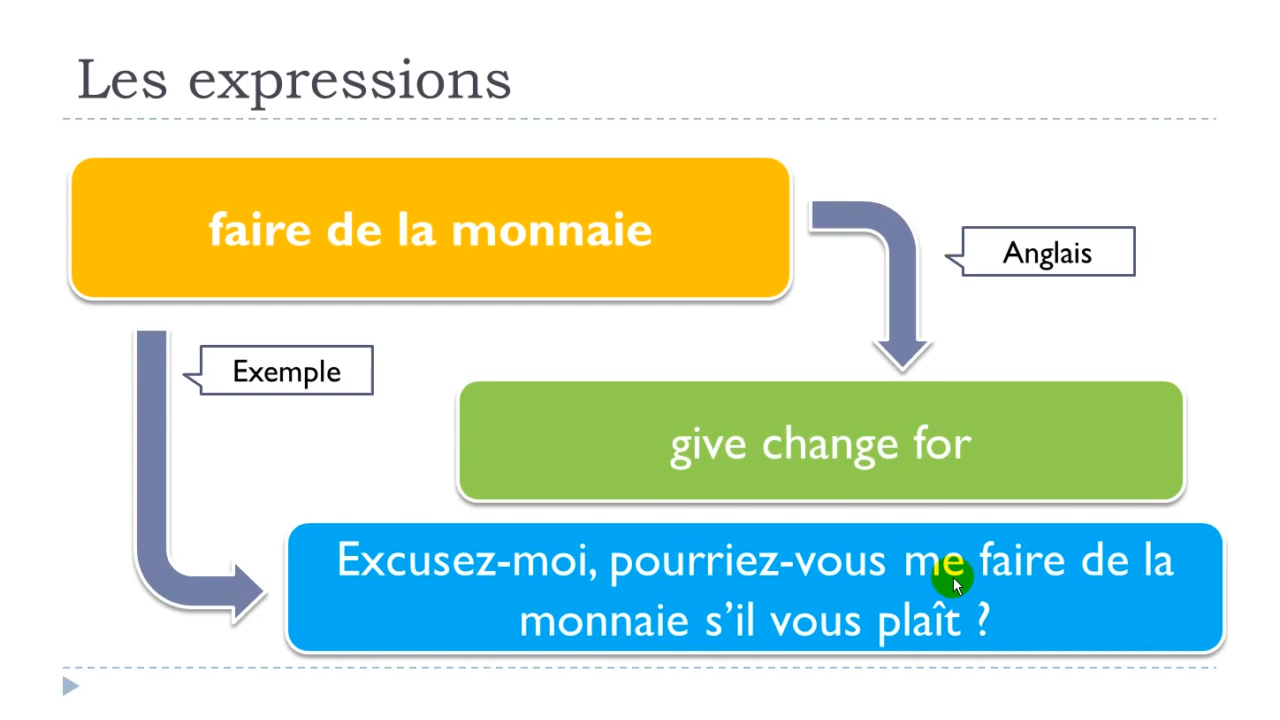 Les expressions
faire de la monnaie
Anglais
Exemple
give change for
Excusez-moi, pourriez-vous me faire de la
monnaie s’il vous plaît ?